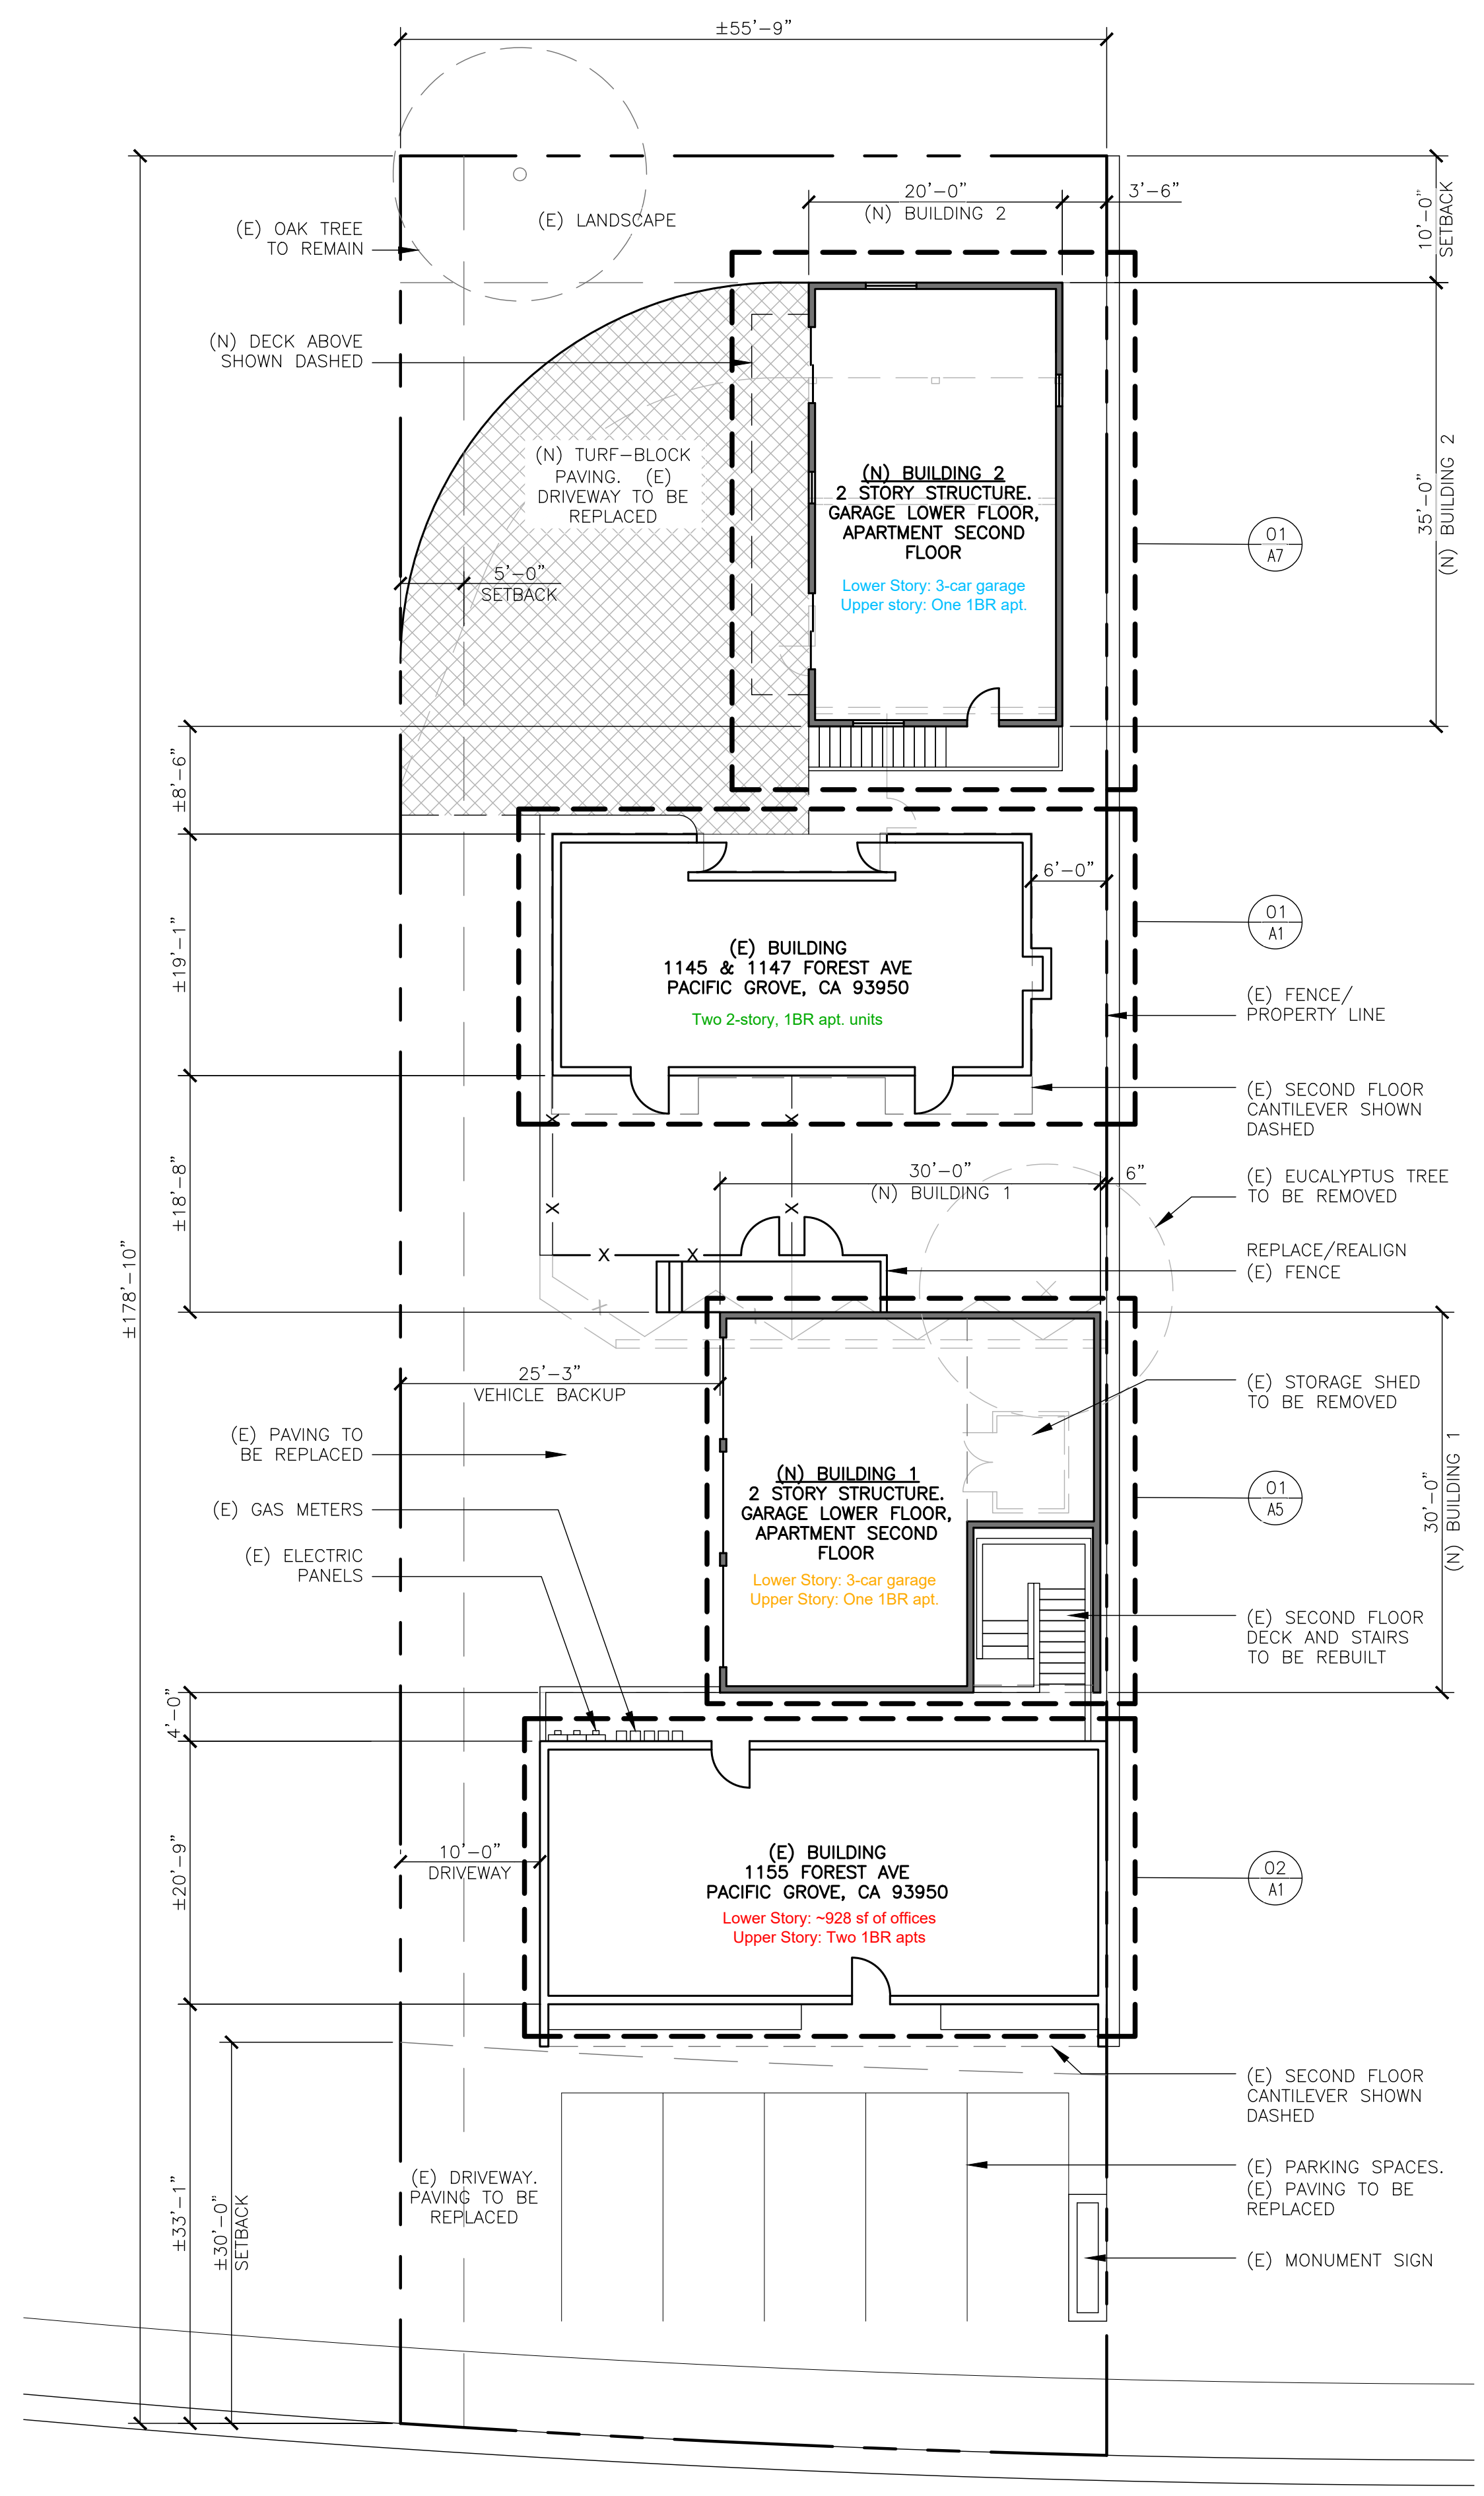 ±55'-9"
20'-0"
(N) BUILDING 2
3'-6"
10'-0"
SETBACK
(E) OAK TREE
TO REMAIN
(E) LANDSCAPE
(N) DECK ABOVE
SHOWN DASHED
(N) TURF-BLOCK
PAVING. (E)
DRIVEWAY TO BE
REPLACED
(N) BUILDING 2
2 STORY STRUCTURE.
GARAGE LOWER FLOOR,
APARTMENT SECOND
FLOOR
Lower Story: 3-car garage
Upper story: One 1BR apt.
35'-0"
(N) BUILDING 2
01
A7
5'-0"
SETBACK
±8'-6"
6'-0"
±19'-1"
(E) BUILDING
1145 & 1147 FOREST AVE
PACIFIC GROVE, CA 93950
Two 2-story, 1BR apt. units
01
A1
(E) FENCE/
PROPERTY LINE
(E) SECOND FLOOR
CANTILEVER SHOWN
DASHED
X
X
±18'-8"
30'-0"
(N) BUILDING 1
6"
(E) EUCALYPTUS TREE
TO BE REMOVED
X
X
X
X
REPLACE/REALIGN
(E) FENCE
±178'-10"
25'-3"
VEHICLE BACKUP
(E) STORAGE SHED
TO BE REMOVED
(E) PAVING TO
BE REPLACED
(E) GAS METERS
(E) ELECTRIC
PANELS
(N) BUILDING 1
2 STORY STRUCTURE.
GARAGE LOWER FLOOR,
APARTMENT SECOND
FLOOR
Lower Story: 3-car garage
Upper Story: One 1BR apt.
01
A5
30'-0"
(N) BUILDING 1
(E) SECOND FLOOR
DECK AND STAIRS
TO BE REBUILT
4'-0"
±20'-9"
10'-0"
DRIVEWAY
(E) BUILDING
1155 FOREST AVE
PACIFIC GROVE, CA 93950
Lower Story: ~928 sf of offices
Upper Story: Two 1BR apts
02
A1
(E) SECOND FLOOR
CANTILEVER SHOWN
DASHED
±33'-1"
±30'-0"
SETBACK
(E) DRIVEWAY.
PAVING TO BE
REPLACED
(E) PARKING SPACES.
(E) PAVING TO BE
REPLACED
(E) MONUMENT SIGN